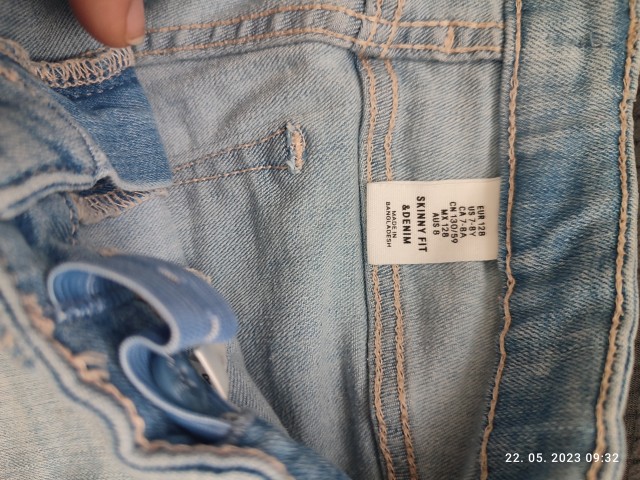 EUR 128
US 7-8Y
CA 7-8A
CN 130/59
MX 128
AUS 8
SKINNY FIT
&DENIM
MADE IN
BANGLADESH
22. 05. 2023 09:32